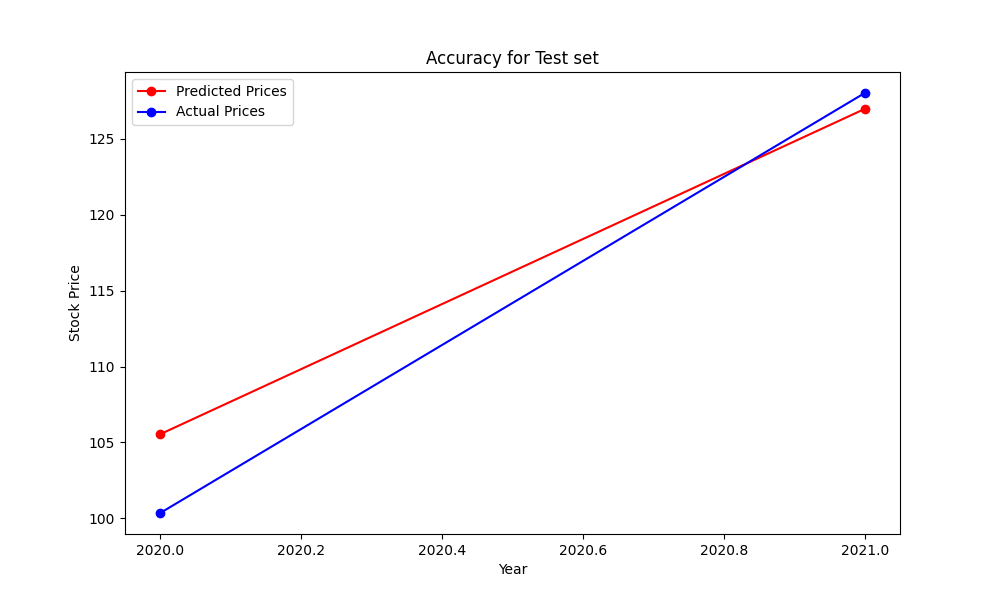 Accuracy for Test set
Predicted Prices
Actual Prices
125
120
115
110
105
100
Stock Price
2020.0 2020.2 2020.4 2020.6 2020.8 2021.0
Year